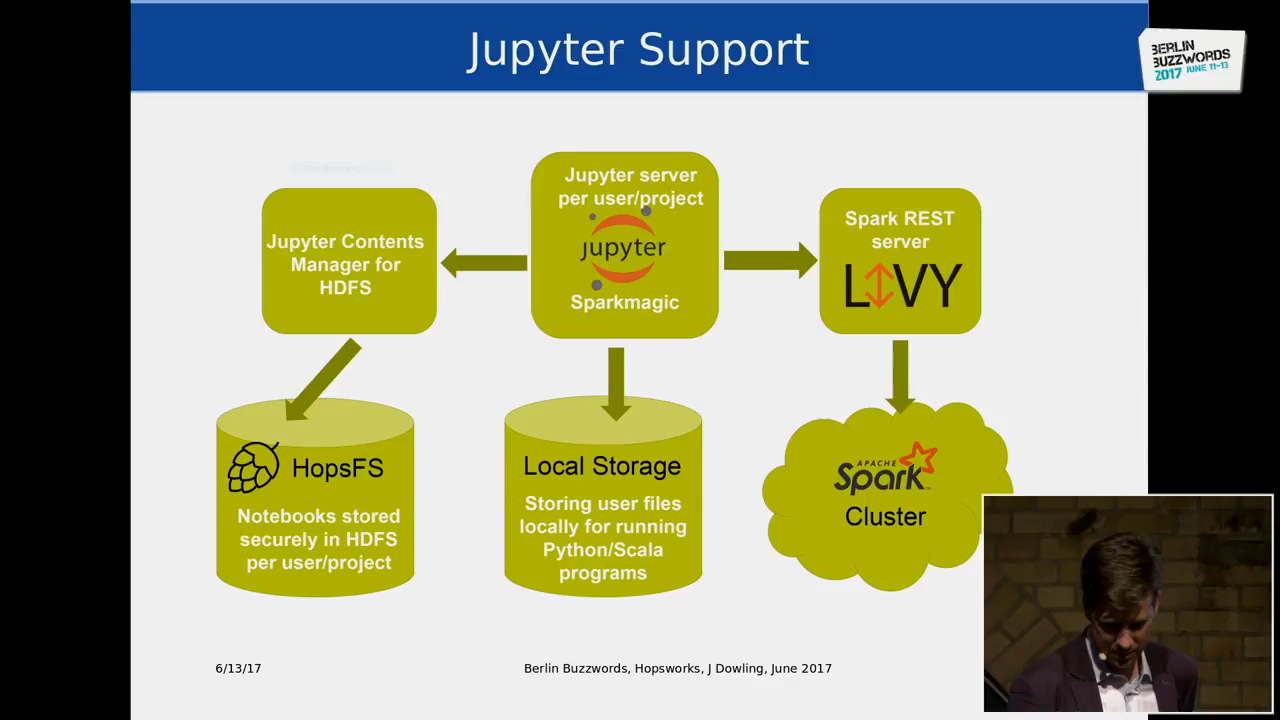 Jupyter Support
BERLIN
BUZZWORDS
2017 JUNE 11-13
Jupyter server
per user/project
jupyter
Sparkmagic
Jupyter Contents
Manager for
HDFS
Spark REST
server
LIVY
HopsFS
Notebooks stored
securely in HDFS
per user/project
Local Storage
Storing user files
locally for running
Python/Scala
programs
APACHE
Spark
Cluster
6/13/17
Berlin Buzzwords, Hopsworks, J Dowling, June 2017